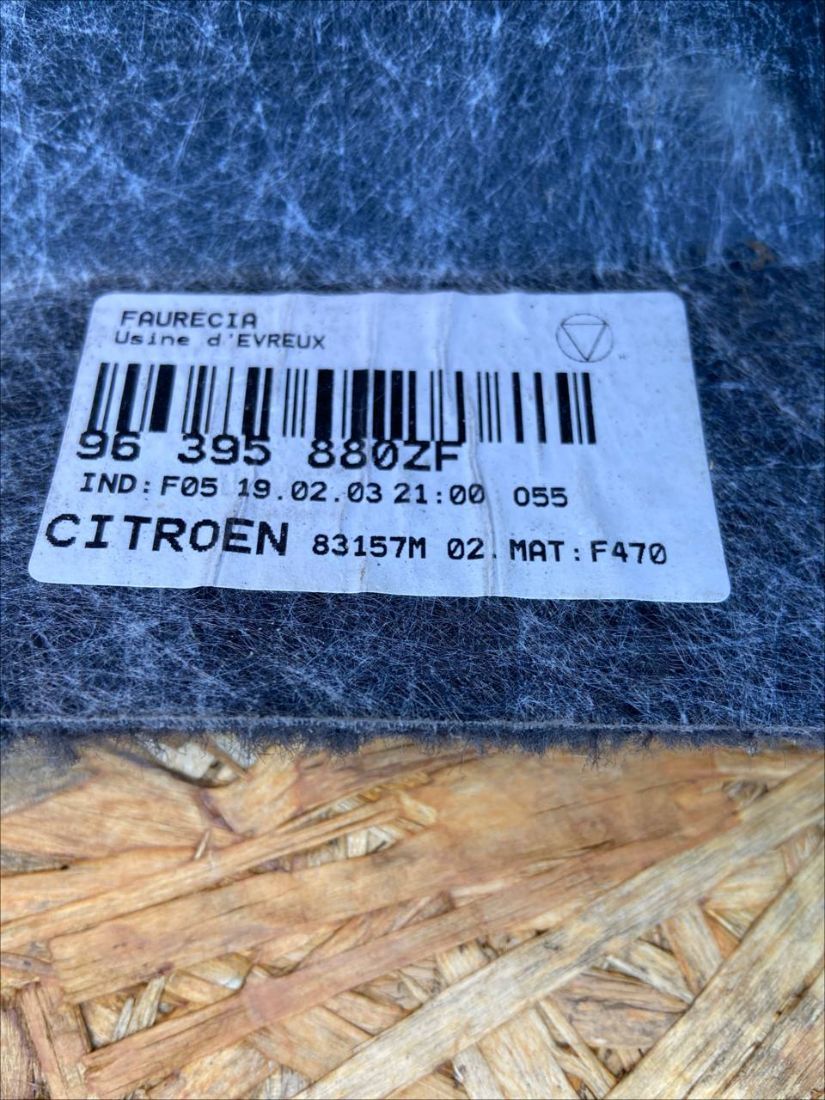 FAURECIA
Usine d'EVREUX
96 395 880ZF
IND:F05 19.02.03 21:00 055
CITROEN 83157M 02. MAT:F470